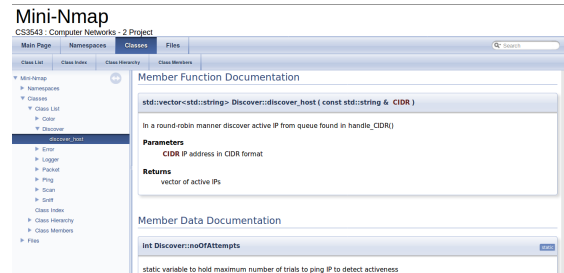 Mini-Nmap
CS3543 : Computer Networks - 2 Project
Main Page Namespaces Classes Files
Search
Class List Class Index Class Hierarchy Class Members
Mini-Nmap
Namespaces
Classes
Class List
Color
Discover
discover_host
Error
Logger
Packet
Ping
Scan
Sniff
Class Index
Class Hierarchy
Class Members
Files
Member Function Documentation
std::vector<std::string> Discover::discover_host ( const std::string & CIDR )
In a round-robin manner discover active IP from queue found in handle_CIDR()
Parameters
CIDR IP address in CIDR format
Returns
vector of active IPs
Member Data Documentation
int Discover::noOfAttempts
static
static variable to hold maximum number of trials to ping IP to detect activeness